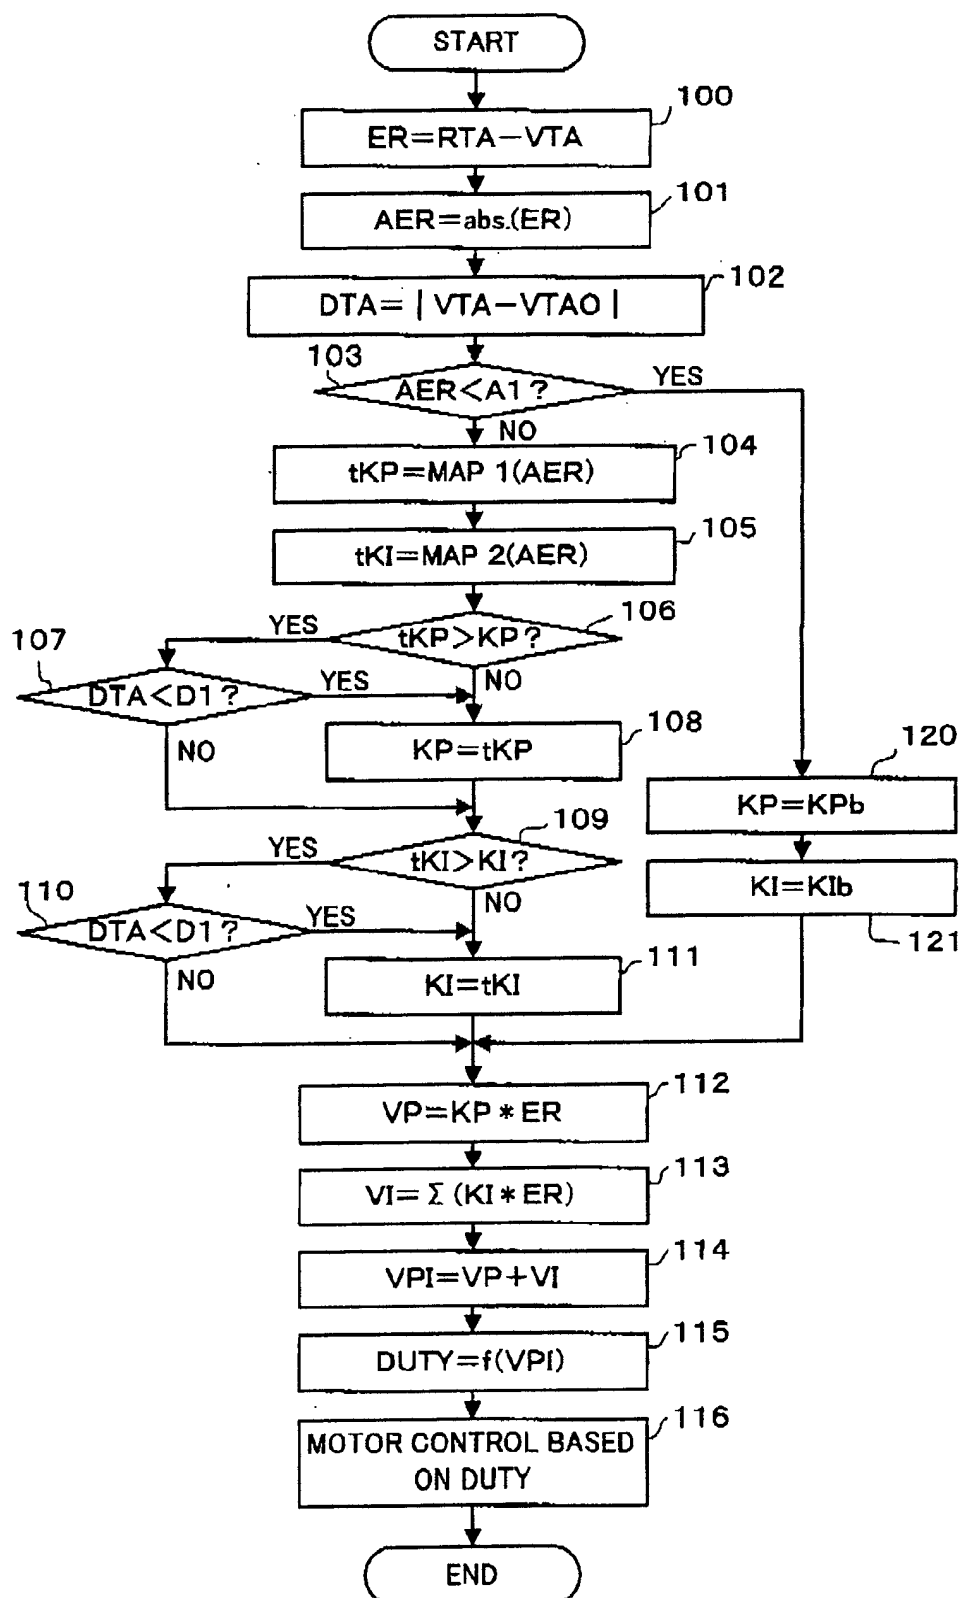 START
100
ER=RTA-VTA
101
AER=abs.(ER)
102
DTA=|VTA-VTAO|
103
AER<A1?
YES
NO
104
tKP=MAP 1(AER)
105
tKI=MAP 2(AER)
106
YES
tKP>KP?
107
NO
DTA<D1?
YES
NO
108
KP=tKP
120
KP=KPb
109
YES
tKI>KI?
KI=KIb
121
110
NO
DTA<D1?
YES
NO
111
KI=tKI
112
VP=KP*ER
113
VI=Σ(KI*ER)
114
VPI=VP+VI
115
DUTY=f(VPI)
116
MOTOR CONTROL BASED
ON DUTY
END